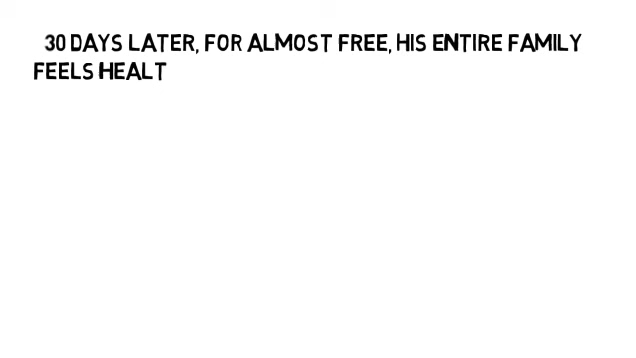 30 DAYS LATER, FOR ALMOST FREE, HIS ENTIRE FAMILY
FEELS HEALT